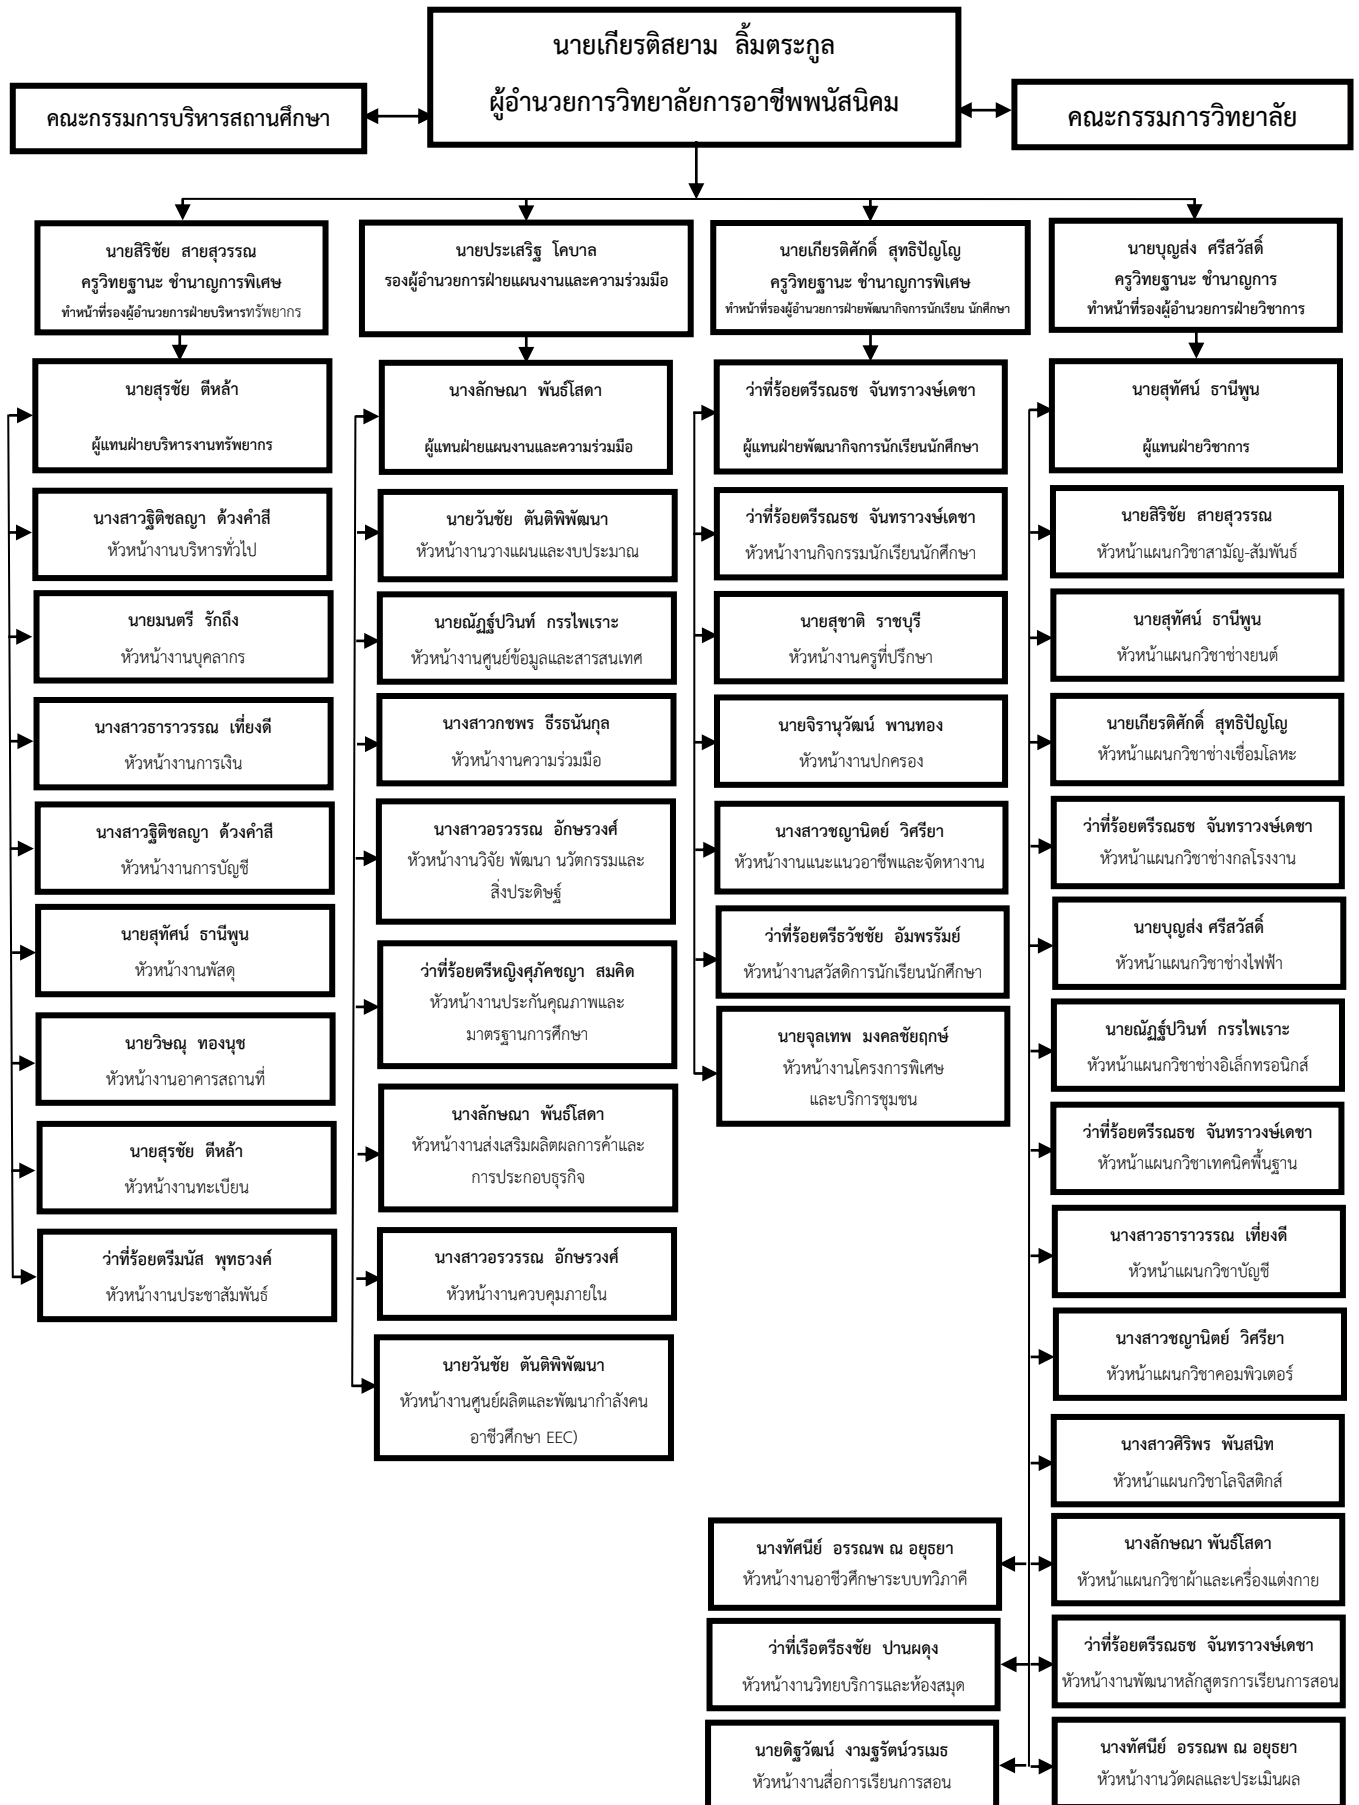 นายเกียรติสยาม ลิ้มตระกูล
ผู้อำนวยการวิทยาลัยการอาชีพพนัสนิคม
คณะกรรมการบริหารสถานศึกษา
คณะกรรมการวิทยาลัย
นายสิริชัย สายสุวรรณ
ครูวิทยฐานะ ชำนาญการพิเศษ
ทำหน้าที่รองผู้อำนวยการฝ่ายบริหารทรัพยากร
นายประเสริฐ โคบาล
รองผู้อำนวยการฝ่ายแผนงานและความร่วมมือ
นายเกียรติศักดิ์ สุทธิปัญโญ
ครูวิทยฐานะ ชำนาญการพิเศษ
ทำหน้าที่รองผู้อำนวยการฝ่ายพัฒนากิจการนักเรียน นักศึกษา
นายบุญส่ง ศรีสวัสดิ์
ครูวิทยฐานะ ชำนาญการ
ทำหน้าที่รองผู้อำนวยการฝ่ายวิชาการ
นายสุรชัย ตีหล้า
ผู้แทนฝ่ายบริหารงานทรัพยากร
นางสาวฐิติชลญา ด้วงคำสี
หัวหน้างานบริหารทั่วไป
นายมนตรี รักถึง
หัวหน้างานบุคลากร
นางสาวธาราวรรณ เที่ยงดี
หัวหน้างานการเงิน
นางสาวฐิติชลญา ด้วงคำสี
หัวหน้างานการบัญชี
นายสุทัศน์ ธานีพูน
หัวหน้างานพัสดุ
นายวิษณุ ทองนุช
หัวหน้างานอาคารสถานที่
นายสุรชัย ตีหล้า
หัวหน้างานทะเบียน
ว่าที่ร้อยตรีมนัส พุทธวงค์
หัวหน้างานประชาสัมพันธ์
นางลักษณา พันธ์โสดา
ผู้แทนฝ่ายแผนงานและความร่วมมือ
นายวันชัย ตันติพิพัฒนา
หัวหน้างานวางแผนและงบประมาณ
นายณัฏฐ์ปวินท์ กรรไพเราะ
หัวหน้างานศูนย์ข้อมูลและสารสนเทศ
นางสาวกชพร ธีรธนันกุล
หัวหน้างานความร่วมมือ
นางสาวอรวรรณ อักษรวงศ์
หัวหน้างานวิจัย พัฒนา นวัตกรรมและ
สิ่งประดิษฐ์
ว่าที่ร้อยตรีหญิงศุภัคชญา สมคิด
หัวหน้างานประกันคุณภาพและ
มาตรฐานการศึกษา
นางลักษณา พันธ์โสดา
หัวหน้างานส่งเสริมผลิตผลการค้าและ
การประกอบธุรกิจ
นางสาวอรวรรณ อักษรวงศ์
หัวหน้างานควบคุมภายใน
นายวันชัย ตันติพิพัฒนา
หัวหน้างานศูนย์ผลิตและพัฒนากำลังคน
อาชีวศึกษา EEC)
ว่าที่ร้อยตรีรณธช จันทราวงษ์เดชา
ผู้แทนฝ่ายพัฒนากิจการนักเรียนนักศึกษา
ว่าที่ร้อยตรีรณธช จันทราวงษ์เดชา
หัวหน้างานกิจกรรมนักเรียนนักศึกษา
นายสุชาติ ราชบุรี
หัวหน้างานครูที่ปรึกษา
นายจิรานุวัฒน์ พานทอง
หัวหน้างานปกครอง
นางสาวชญานิตย์ วิศรียา
หัวหน้างานแนะแนวอาชีพและจัดหางาน
ว่าที่ร้อยตรีธวัชชัย อัมพรรัมย์
หัวหน้างานสวัสดิการนักเรียนนักศึกษา
นายจุลเทพ มงคลชัยฤกษ์
หัวหน้างานโครงการพิเศษ
และบริการชุมชน
นายสุทัศน์ ธานีพูน
ผู้แทนฝ่ายวิชาการ
นายสิริชัย สายสุวรรณ
หัวหน้าแผนกวิชาสามัญ-สัมพันธ์
นายสุทัศน์ ธานีพูน
หัวหน้าแผนกวิชาช่างยนต์
นายเกียรติศักดิ์ สุทธิปัญโญ
หัวหน้าแผนกวิชาช่างเชื่อมโลหะ
ว่าที่ร้อยตรีรณธช จันทราวงษ์เดชา
หัวหน้าแผนกวิชาช่างกลโรงงาน
นายบุญส่ง ศรีสวัสดิ์
หัวหน้าแผนกวิชาช่างไฟฟ้า
นายณัฏฐ์ปวินท์ กรรไพเราะ
หัวหน้าแผนกวิชาช่างอิเล็กทรอนิกส์
ว่าที่ร้อยตรีรณธช จันทราวงษ์เดชา
หัวหน้าแผนกวิชาเทคนิคพื้นฐาน
นางสาวธาราวรรณ เที่ยงดี
หัวหน้าแผนกวิชาบัญชี
นางสาวชญานิตย์ วิศรียา
หัวหน้าแผนกวิชาคอมพิวเตอร์
นางสาวศิริพร พันสนิท
หัวหน้าแผนกวิชาโลจิสติกส์
นางทัศนีย์ อรรณพ ณ อยุธยา
หัวหน้างานอาชีวศึกษาระบบทวิภาคี
นางลักษณา พันธ์โสดา
หัวหน้าแผนกวิชาผ้าและเครื่องแต่งกาย
ว่าที่เรือตรีธงชัย ปานผดุง
หัวหน้างานวิทยบริการและห้องสมุด
ว่าที่ร้อยตรีรณธช จันทราวงษ์เดชา
หัวหน้างานพัฒนาหลักสูตรการเรียนการสอน
นายดิฐวัฒน์ งามฐรัตน์วรเมธ
หัวหน้างานสื่อการเรียนการสอน
นางทัศนีย์ อรรณพ ณ อยุธยา
หัวหน้างานวัดผลและประเมินผล